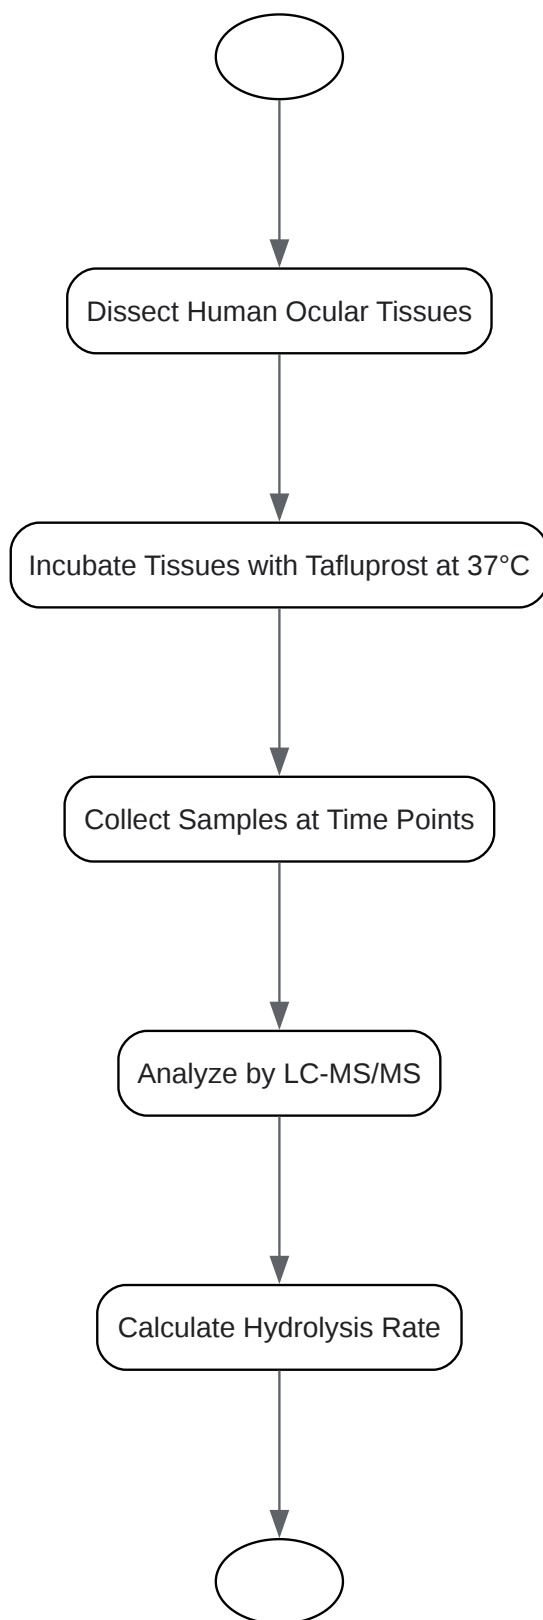 Dissect Human Ocular Tissues
Incubate Tissues with Tafluprost at 37°C
Collect Samples at Time Points
Analyze by LC-MS/MS
Calculate Hydrolysis Rate